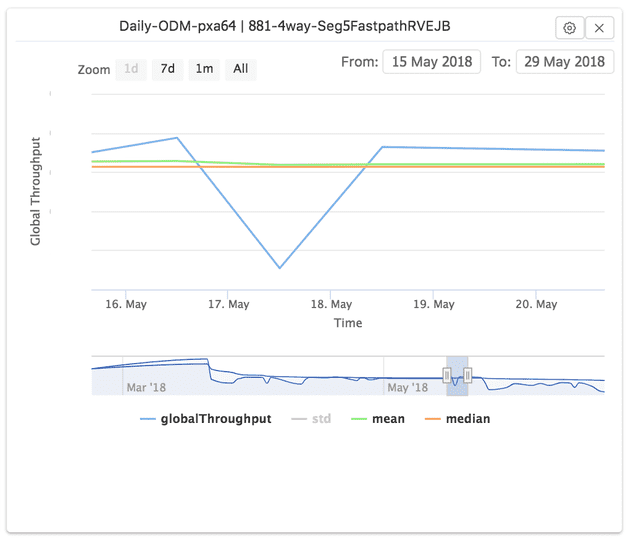 Daily-ODM-pxa64 | 881-4way-Seg5FastpathRVEJB
Zoom 1d 7d 1m All From: 15 May 2018 To: 29 May 2018
Global Throughput
16. May 17. May 18. May 19. May 20. May
Time
Mar '18 May '18
globalThroughput std mean median